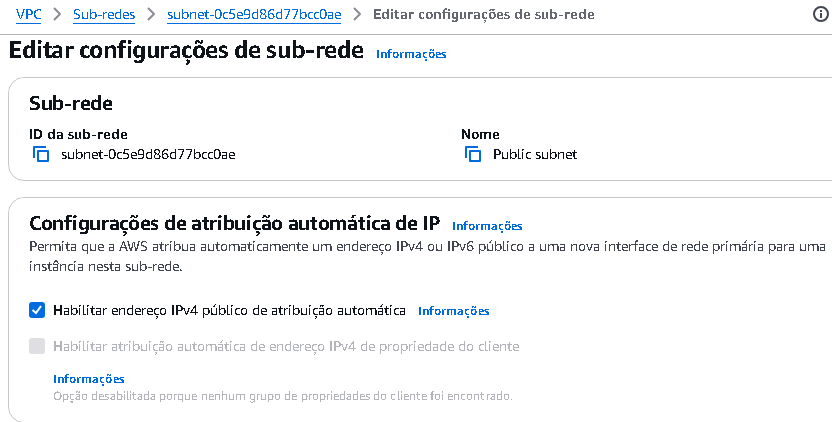 VPC > Sub-redes > subnet-0c5e9d86d77bcc0ae > Editar configurações de sub-rede
Editar configurações de sub-rede Informações
Sub-rede
ID da sub-rede Nome
subnet-0c5e9d86d77bcc0ae Public subnet
Configurações de atribuição automática de IP Informações
Permita que a AWS atribua automaticamente um endereço IPv4 ou IPv6 público a uma nova interface de rede primária para uma
instância nesta sub-rede.
Habilitar endereço IPv4 público de atribuição automática Informações
Habilitar atribuição automática de endereço IPv4 de propriedade do cliente
Informações
Opção desabilitada porque nenhum grupo de propriedades do cliente foi encontrado.